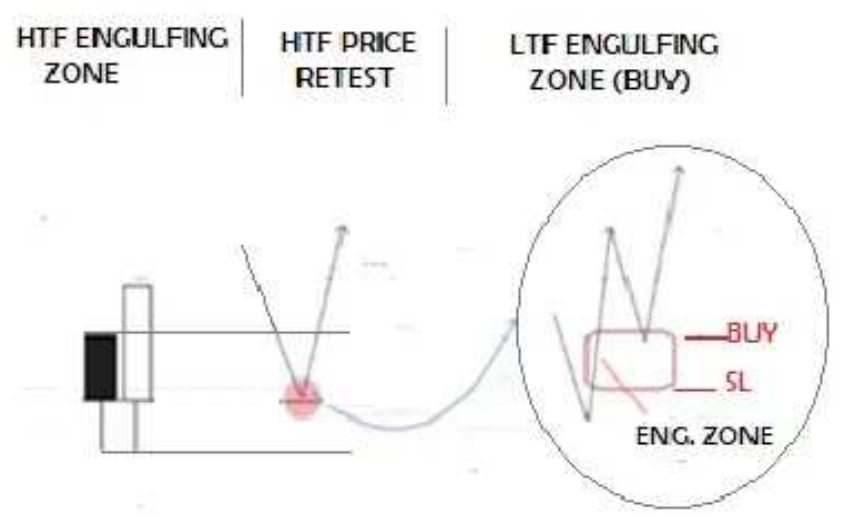 HTF ENGULFING
ZONE
HTF PRICE
RETEST
LTF ENGULFING
ZONE (BUY)
BUY
SL
ENG. ZONE